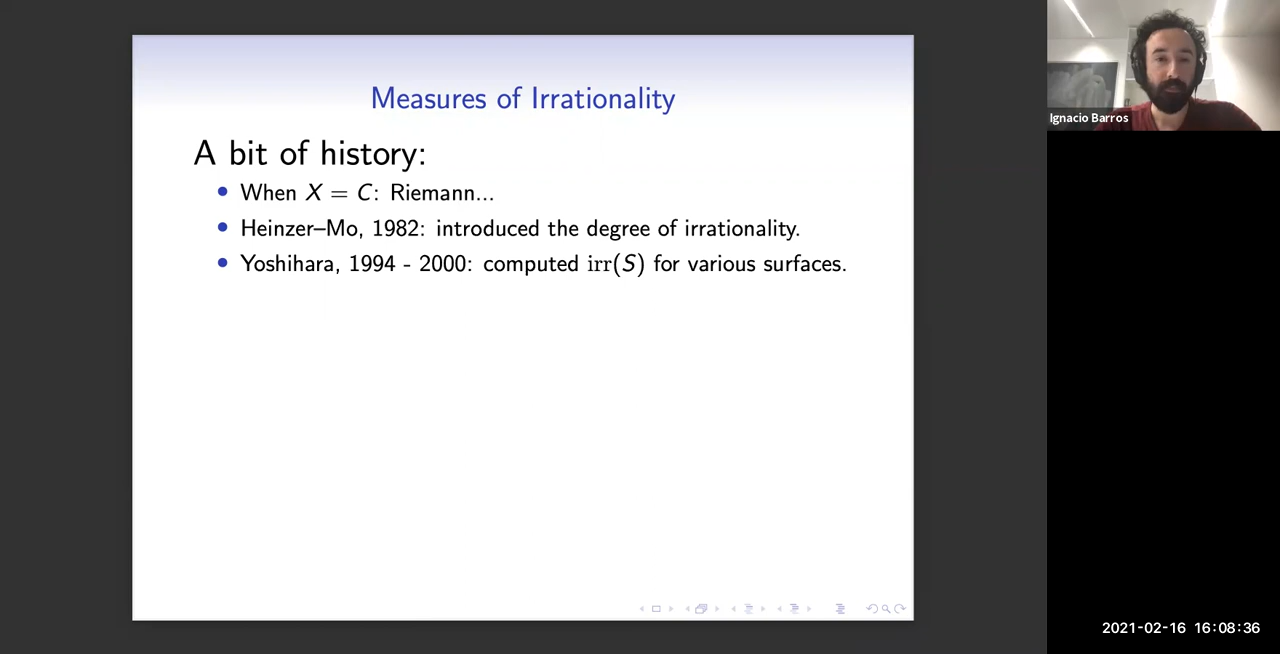 Measures of Irrationality
A bit of history:
• When X = C: Riemann...
• Heinzer–Mo, 1982: introduced the degree of irrationality.
• Yoshihara, 1994 - 2000: computed irr(S) for various surfaces.
Ignacio Barros
2021-02-16 16:08:36